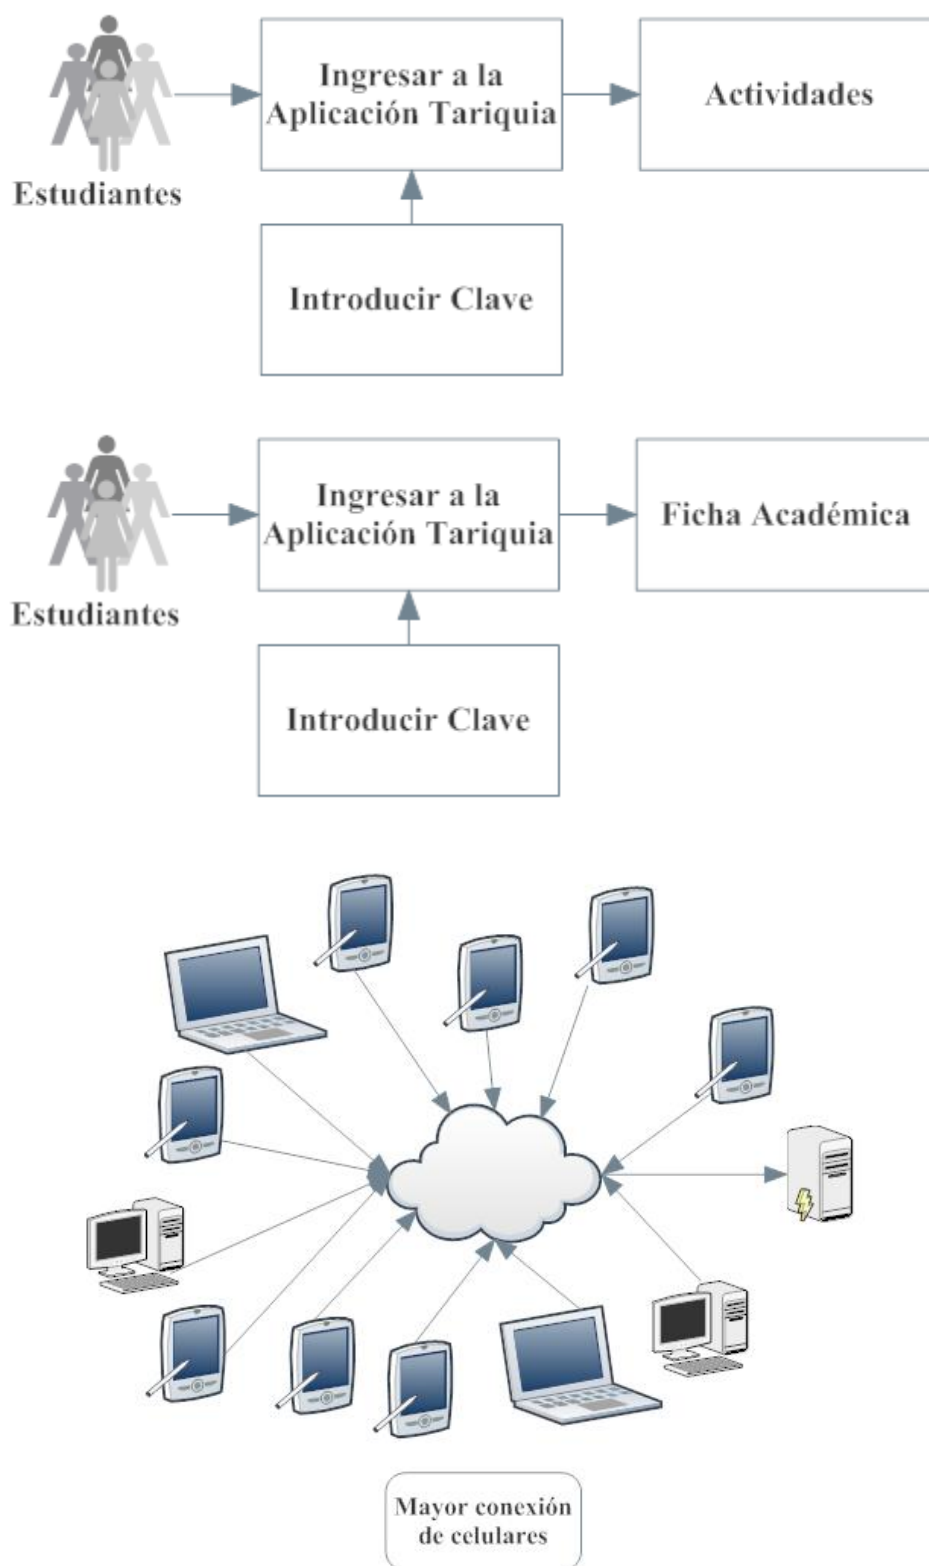 Ingresar a la
Aplicación Tariquia
Actividades
Estudiantes
Introducir Clave
Ingresar a la
Aplicación Tariquia
Ficha Académica
Estudiantes
Introducir Clave
Mayor conexión
de celulares